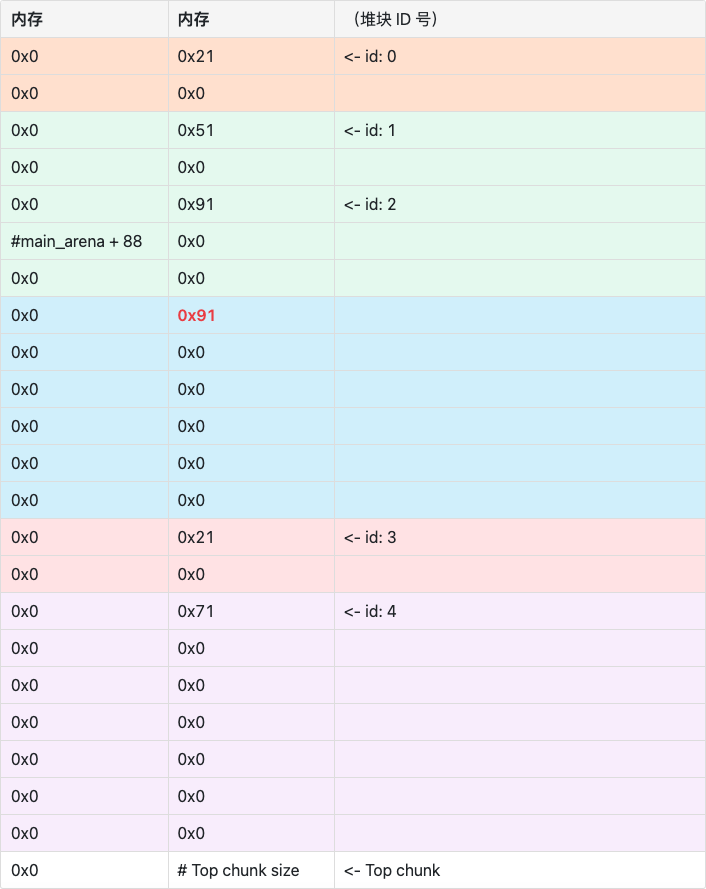 内存 内存 （堆块 ID 号）
0x0 0x21 <- id: 0
0x0 0x0
0x0 0x51 <- id: 1
0x0 0x0
0x0 0x91 <- id: 2
#main_arena + 88 0x0
0x0 0x0
0x0 0x91
0x0 0x0
0x0 0x0
0x0 0x0
0x0 0x0
0x0 0x0
0x0 0x21 <- id: 3
0x0 0x0
0x0 0x71 <- id: 4
0x0 0x0
0x0 0x0
0x0 0x0
0x0 0x0
0x0 0x0
0x0 0x0
0x0 # Top chunk size <- Top chunk